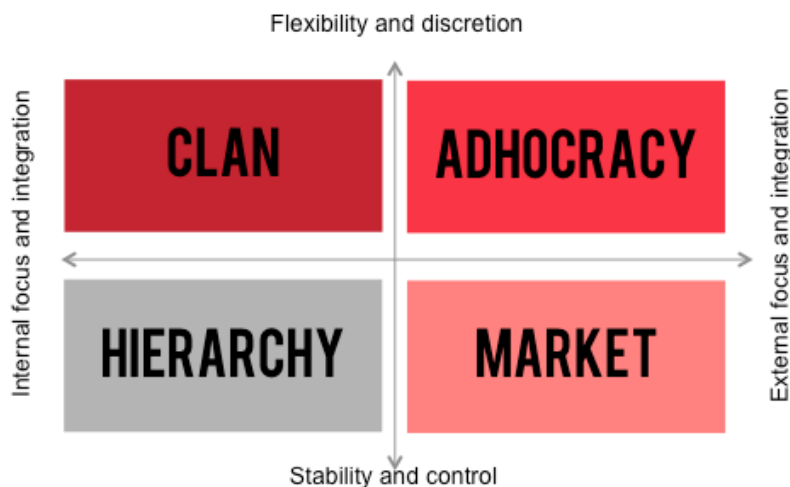 Flexibility and discretion
Internal focus and integration
CLAN
ADHOCRACY
External focus and integration
HIERARCHY
MARKET
Stability and control